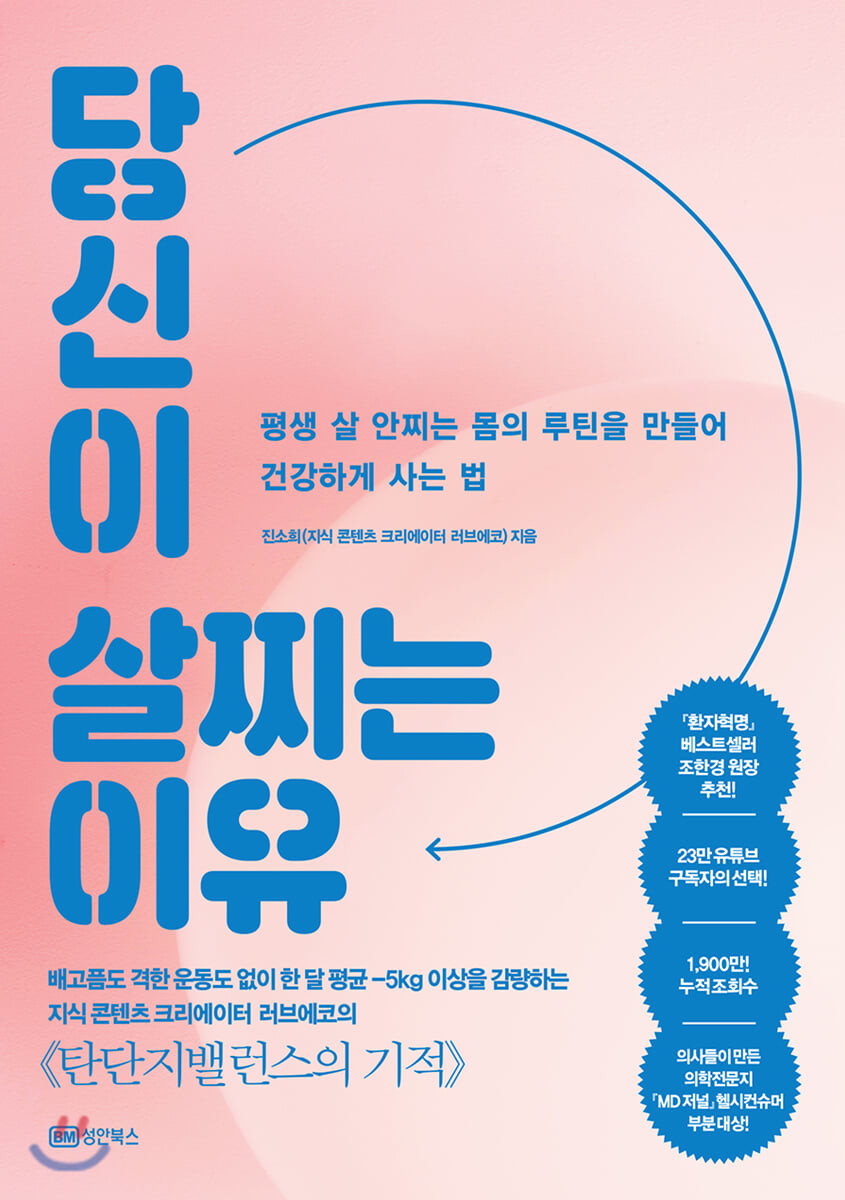 당신이
살찌는
이유
평생 살 안찌는 몸의 루틴을 만들어
건강하게 사는 법
진소희(지식 콘텐츠 크리에이터 러브에코) 지음
『환자혁명』
베스트셀러
조한경 원장
추천!
23만 유튜브
구독자의 선택!
1,900만!
누적 조회수
의사들이 만든
의학전문지
『MD 저널』 헬시컨슈머
부분 대상!
배고픔도 격한 운동도 없이 한 달 평균 -5kg 이상을 감량하는
지식 콘텐츠 크리에이터 러브에코의
《탄단지밸런스의 기적》
BM 성안북스